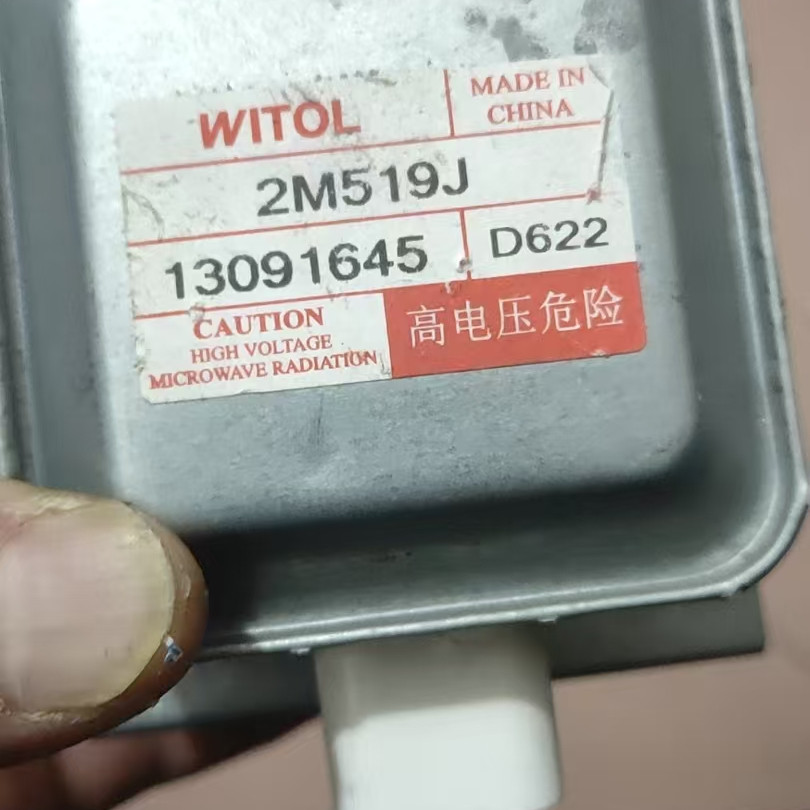 WITOL
MADE IN
CHINA
2M519J
13091645
D622
CAUTION
HIGH VOLTAGE
MICROWAVE RADIATION
高电压危险